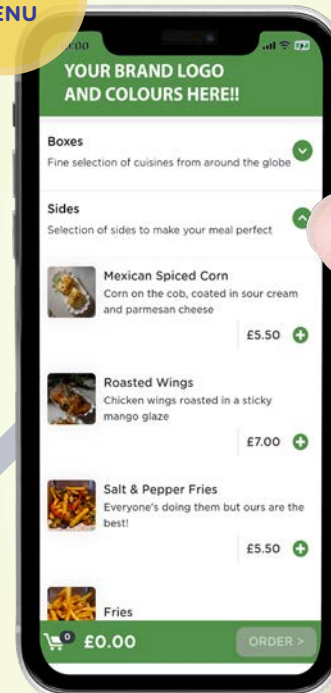 ENU
YOUR BRAND LOGO
AND COLOURS HERE!!
Boxes
Fine selection of cuisines from around the globe
Sides
Selection of sides to make your meal perfect
Mexican Spiced Corn
Corn on the cob, coated in sour cream
and parmesan cheese
£5.50
Roasted Wings
Chicken wings roasted in a sticky
mango glaze
£7.00
Salt & Pepper Fries
Everyone's doing them but ours are the
best!
£5.50
Fries
0 £0.00
ORDER >